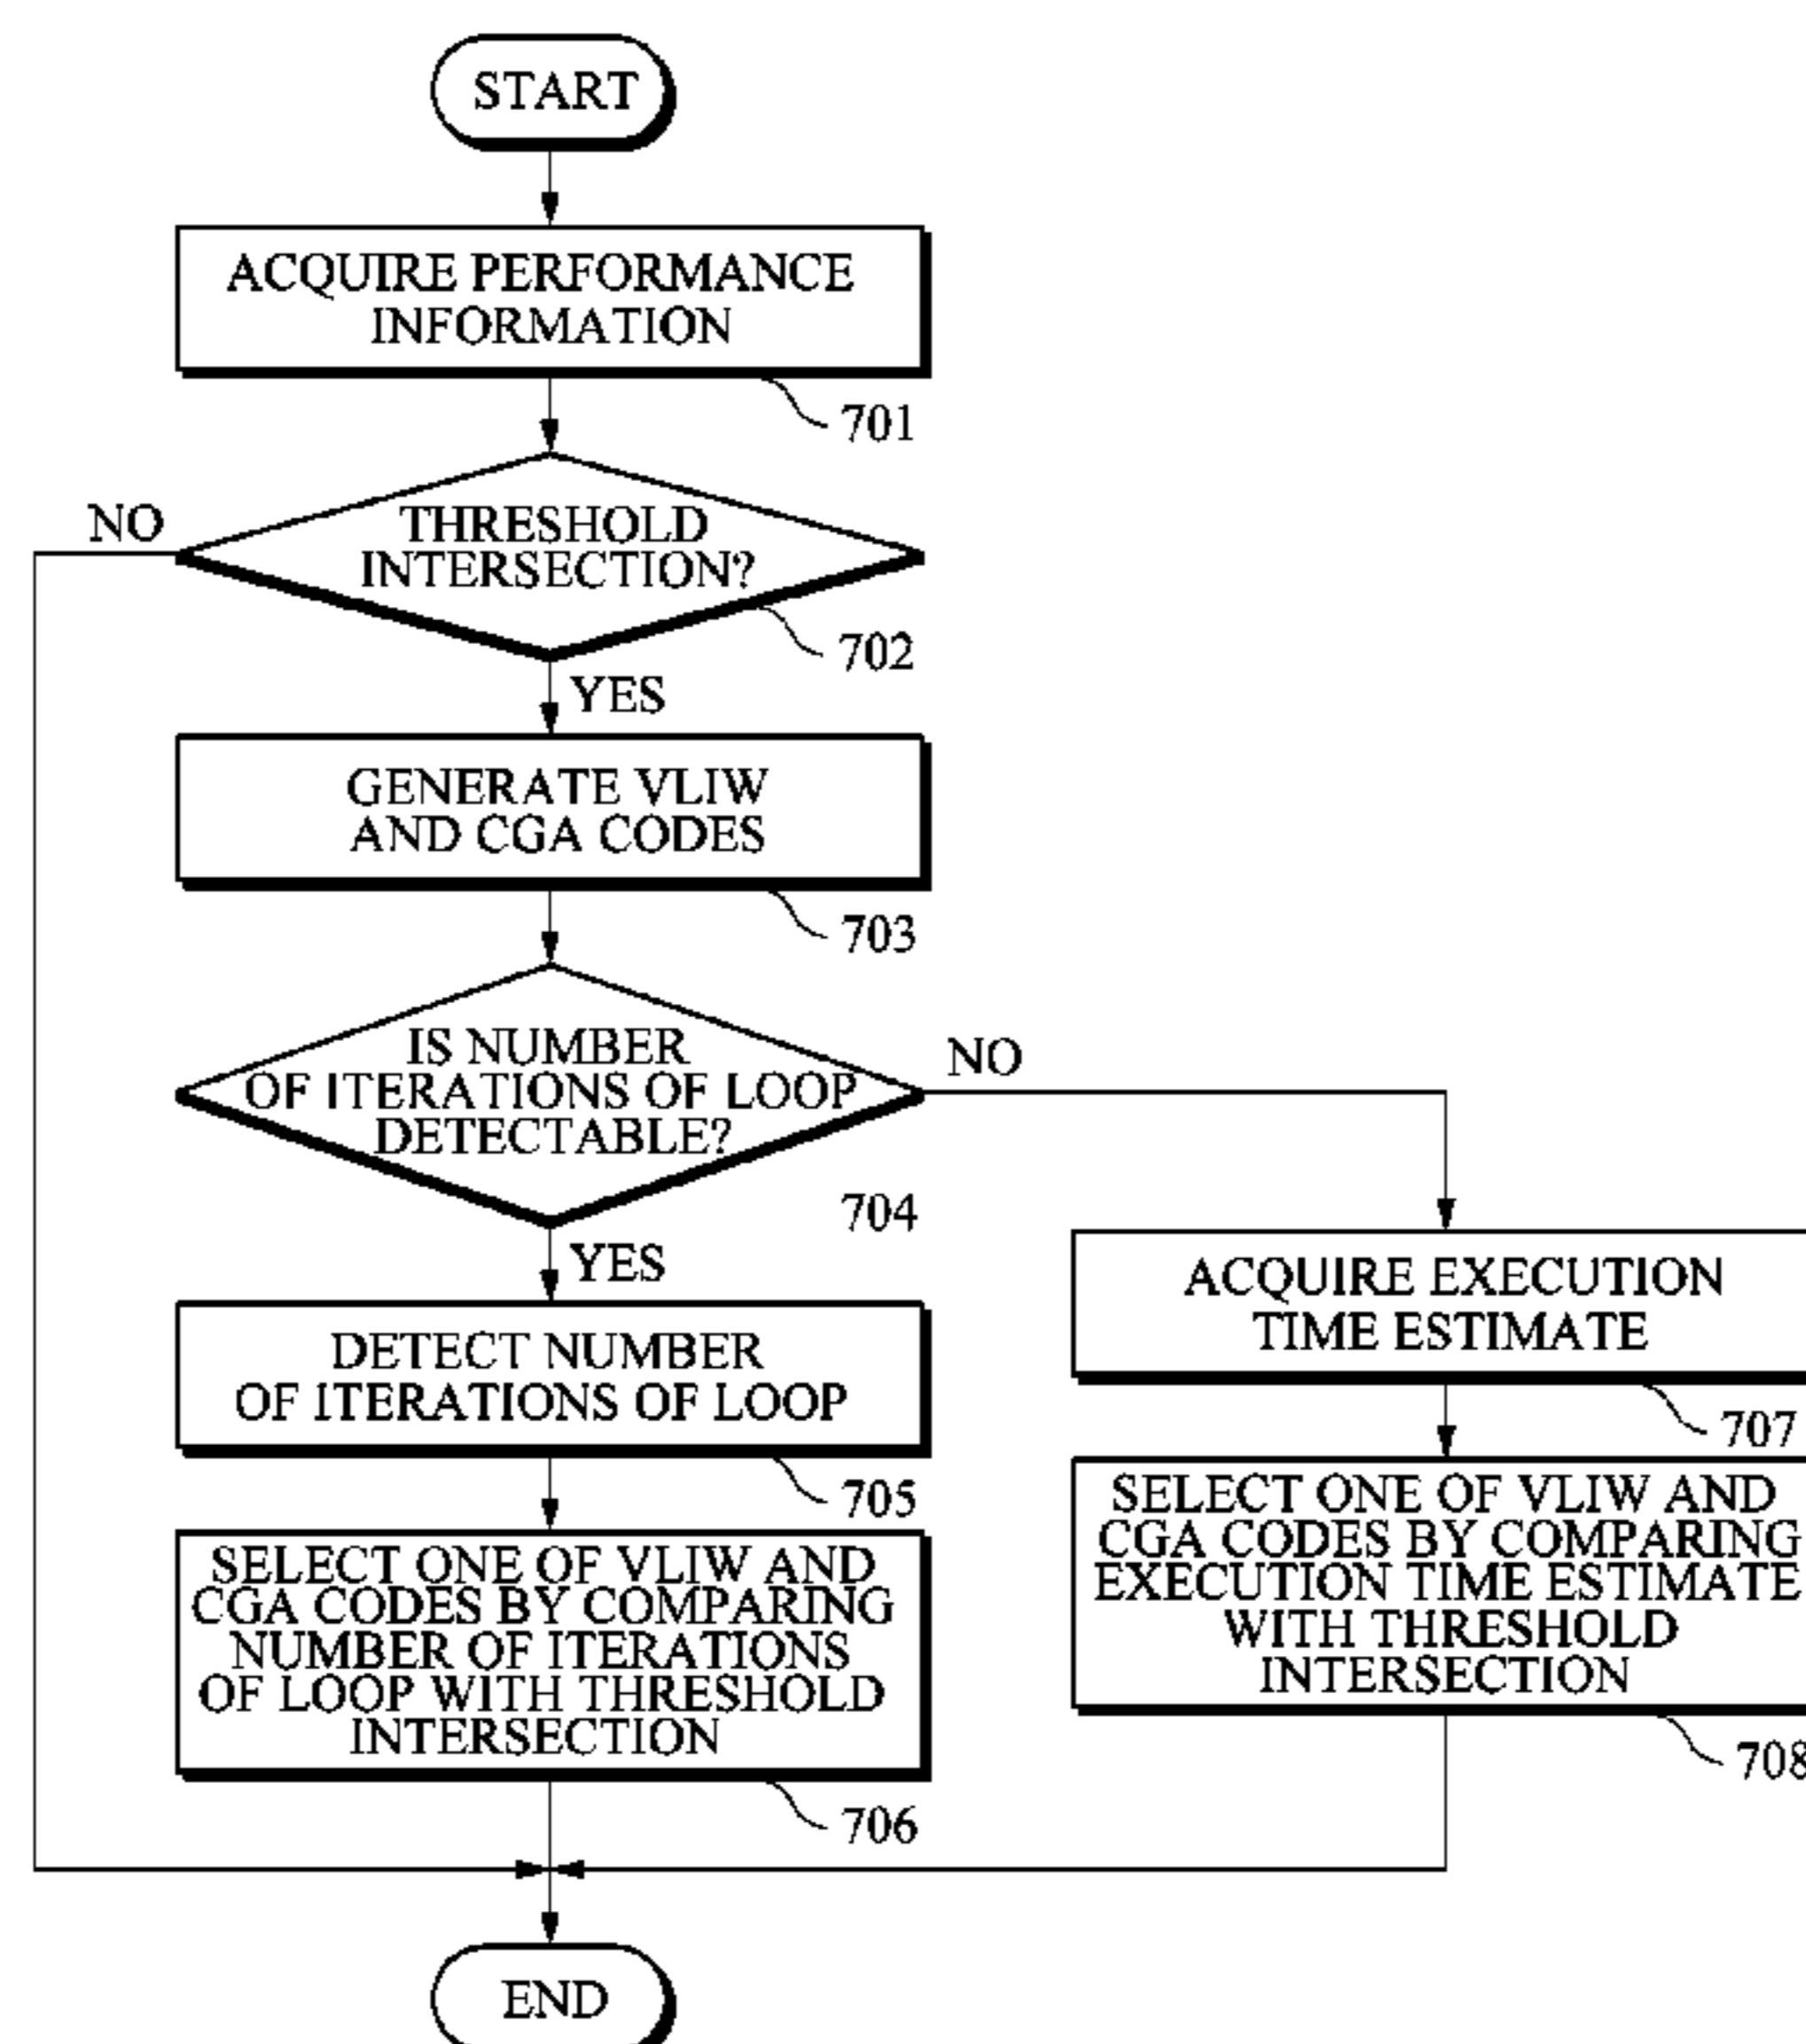 START
ACQUIRE PERFORMANCE
INFORMATION
701
NO
THRESHOLD
INTERSECTION?
702
YES
GENERATE VLIW
AND CGA CODES
703
IS NUMBER
OF ITERATIONS OF LOOP
DETECTABLE?
NO
704
YES
DETECT NUMBER
OF ITERATIONS OF LOOP
705
SELECT ONE OF VLIW AND
CGA CODES BY COMPARING
NUMBER OF ITERATIONS
OF LOOP WITH THRESHOLD
INTERSECTION
706
ACQUIRE EXECUTION
TIME ESTIMATE
707
SELECT ONE OF VLIW AND
CGA CODES BY COMPARING
EXECUTION TIME ESTIMATE
WITH THRESHOLD
INTERSECTION
708
END